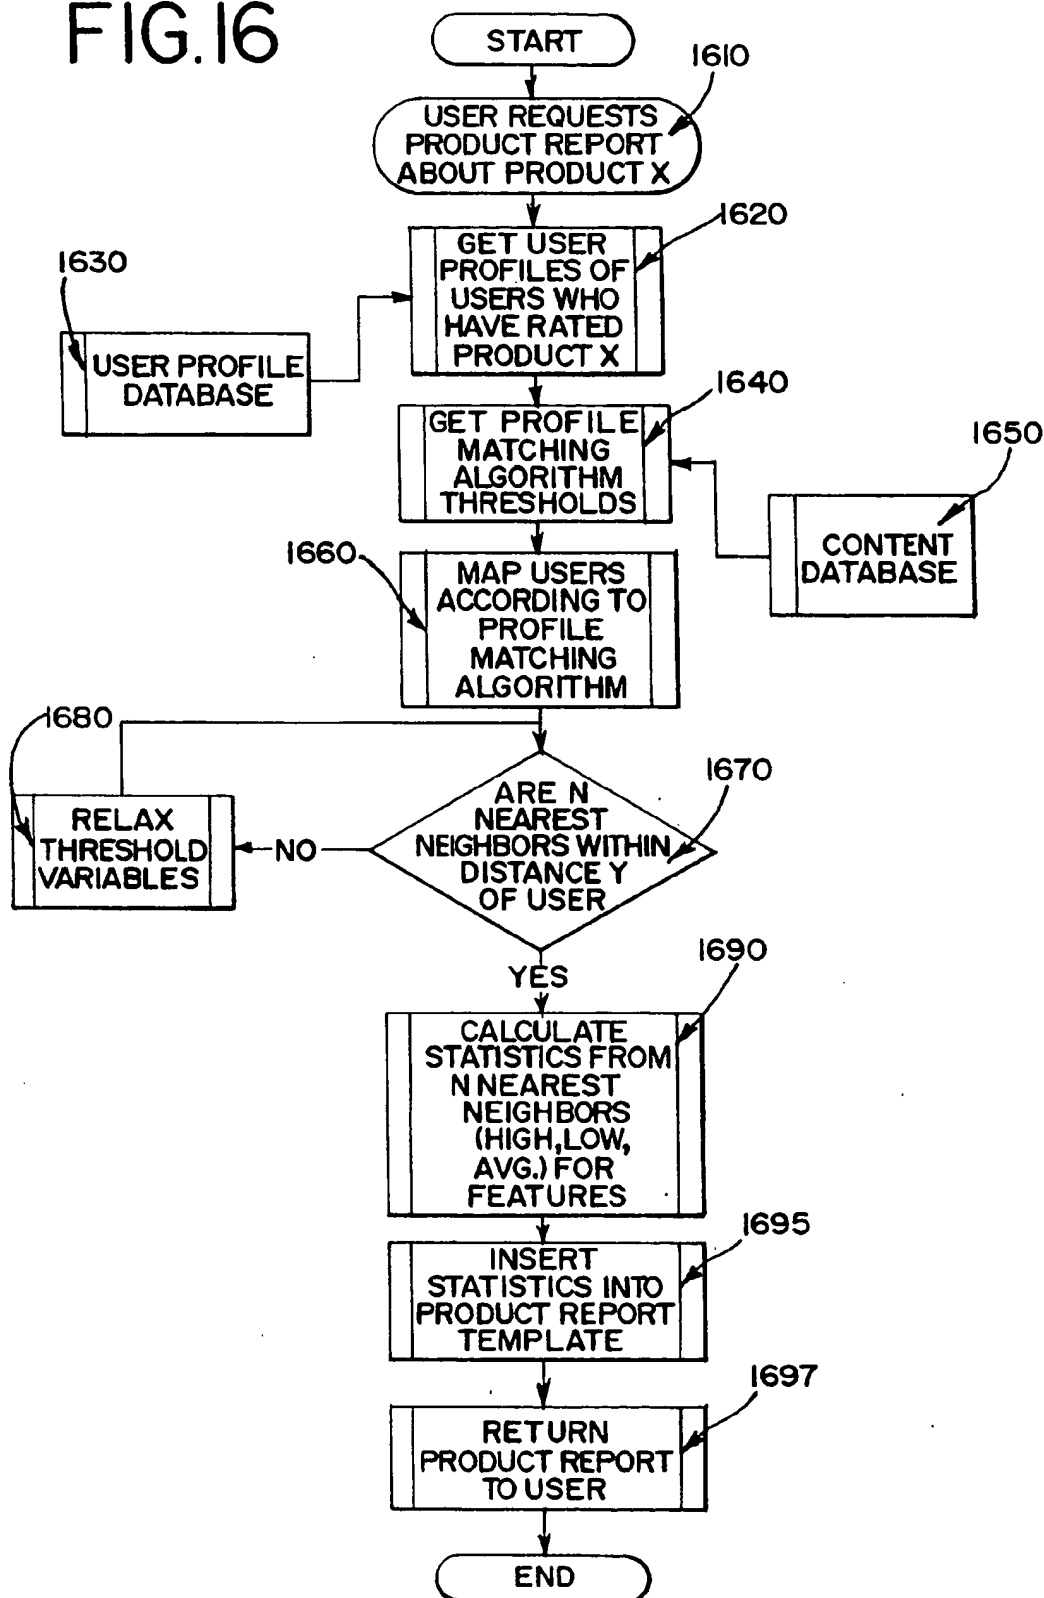 FIG.16
START
1610
USER REQUESTS
PRODUCT REPORT
ABOUT PRODUCT X
1620
GET USER
PROFILES OF
USERS WHO
HAVE RATED
PRODUCT X
1630
USER PROFILE
DATABASE
1640
GET PROFILE
MATCHING
ALGORITHM
THRESHOLDS
1650
CONTENT
DATABASE
1660
MAP USERS
ACCORDING TO
PROFILE
MATCHING
ALGORITHM
1680
RELAX
THRESHOLD
VARIABLES
NO
1670
ARE N
NEAREST
NEIGHBORS WITHIN
DISTANCE Y
OF USER
YES
1690
CALCULATE
STATISTICS FROM
N NEAREST
NEIGHBORS
(HIGH,LOW,
AVG.) FOR
FEATURES
1695
INSERT
STATISTICS INTO
PRODUCT REPORT
TEMPLATE
1697
RETURN
PRODUCT REPORT
TO USER
END